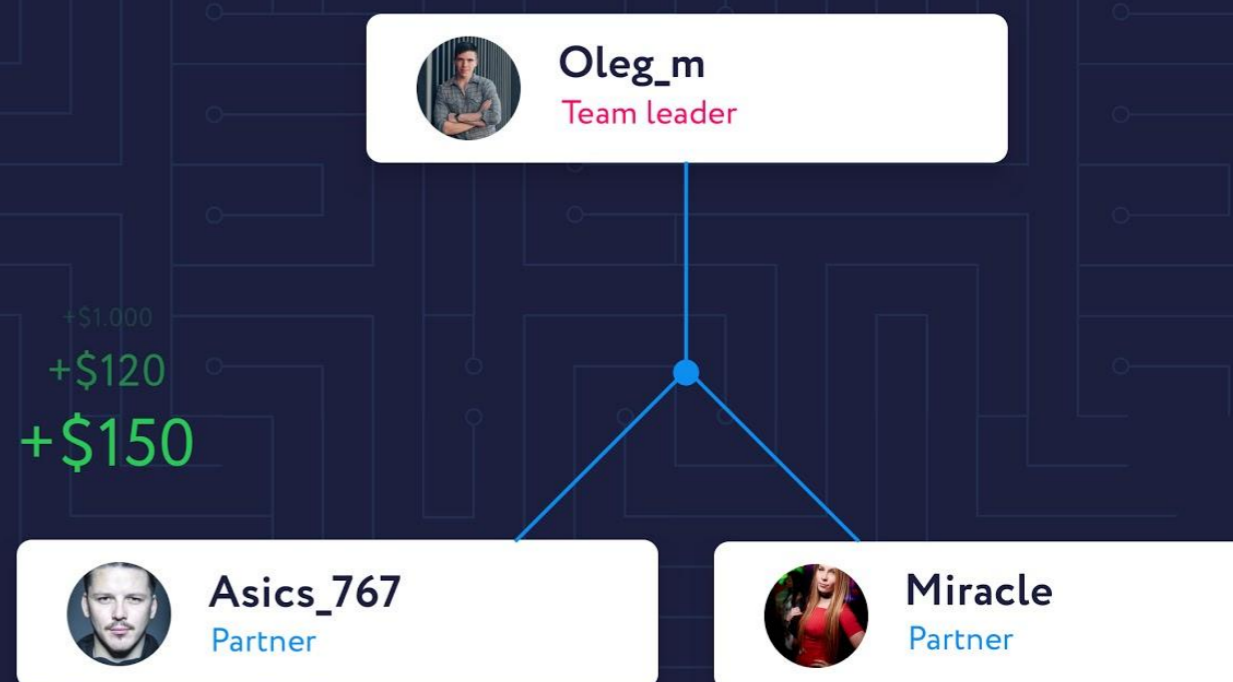 Oleg_m
Team leader
+$1.000
+$120
+$150
Asics_767
Partner
Miracle
Partner